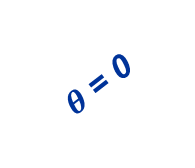 θ = 0